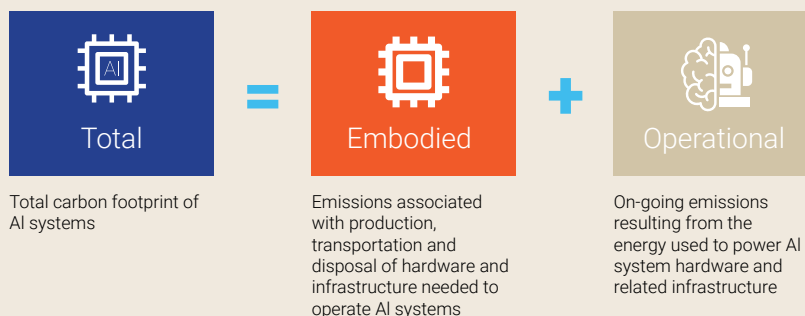 AI
Total
=
Embodied
+
Operational
Total carbon footprint of
AI systems
Emissions associated
with production,
transportation and
disposal of hardware and
infrastructure needed to
operate AI systems
On-going emissions
resulting from the
energy used to power AI
system hardware and
related infrastructure